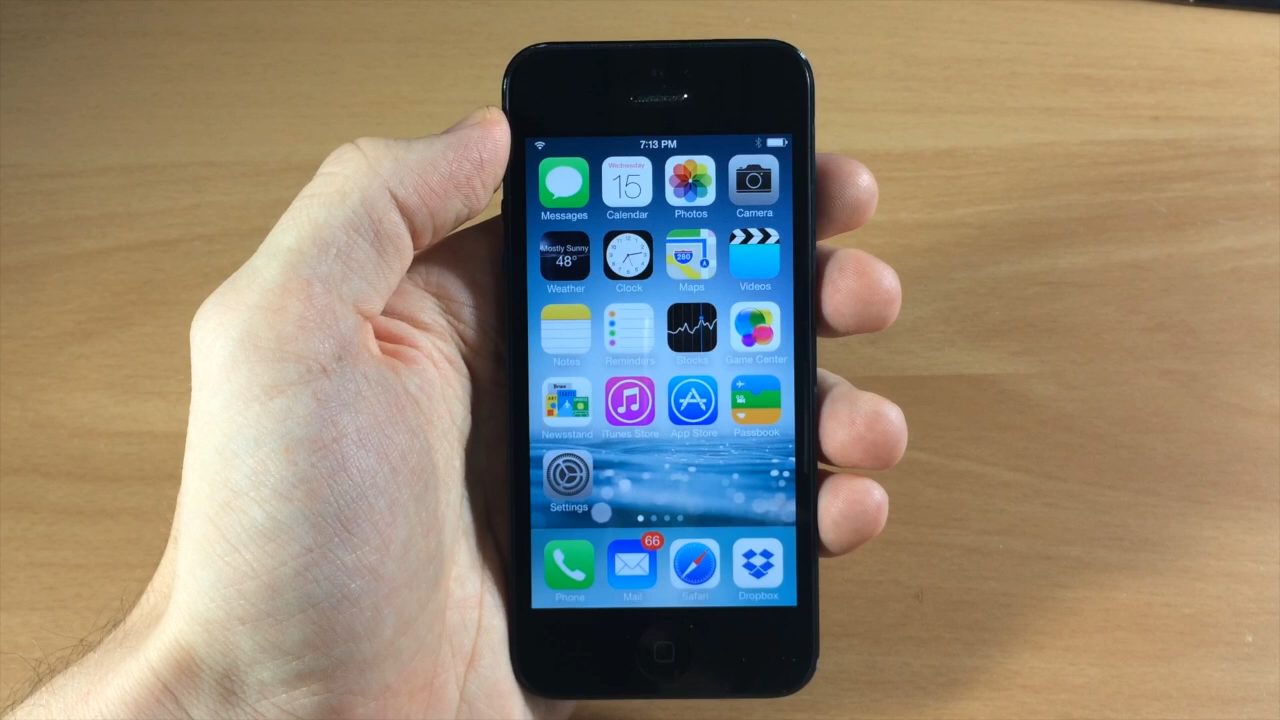 7:13 PM
Wednesday
15
Messages Calendar Photos Camera
Mostly Sunny
48°
280
Weather Clock Maps Videos
Notes Reminders Stocks Game Center
Newsstand iTunes Store App Store Passbook
Settings
66
Phone Mail Safari Dropbox